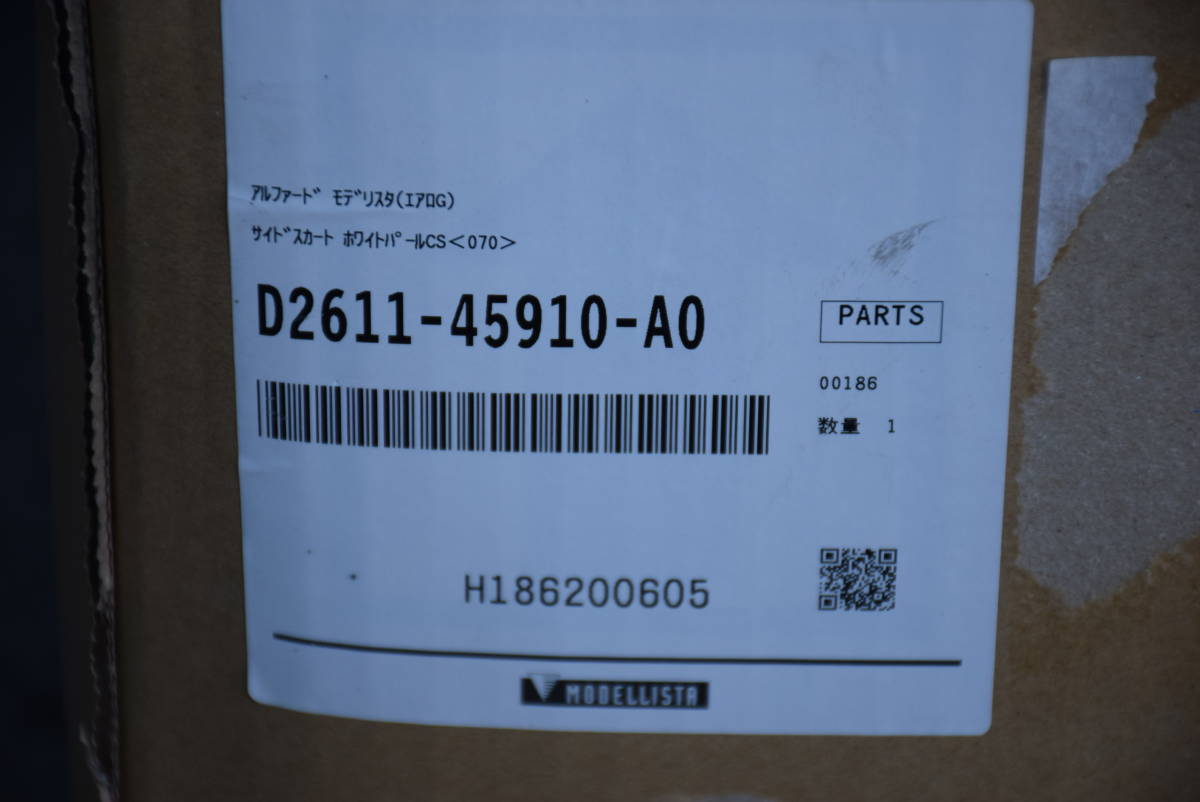 ｱﾙﾌｧｰﾄﾞ ﾓﾃﾞﾘｽﾀ(ｴｱﾛG)
ｻｲﾄﾞｽｶｰﾄ ﾎﾜｲﾄﾊﾟｰﾙCS<070>
D2611-45910-A0
PARTS
00186
数量 1
H186200605
MODELLISTA